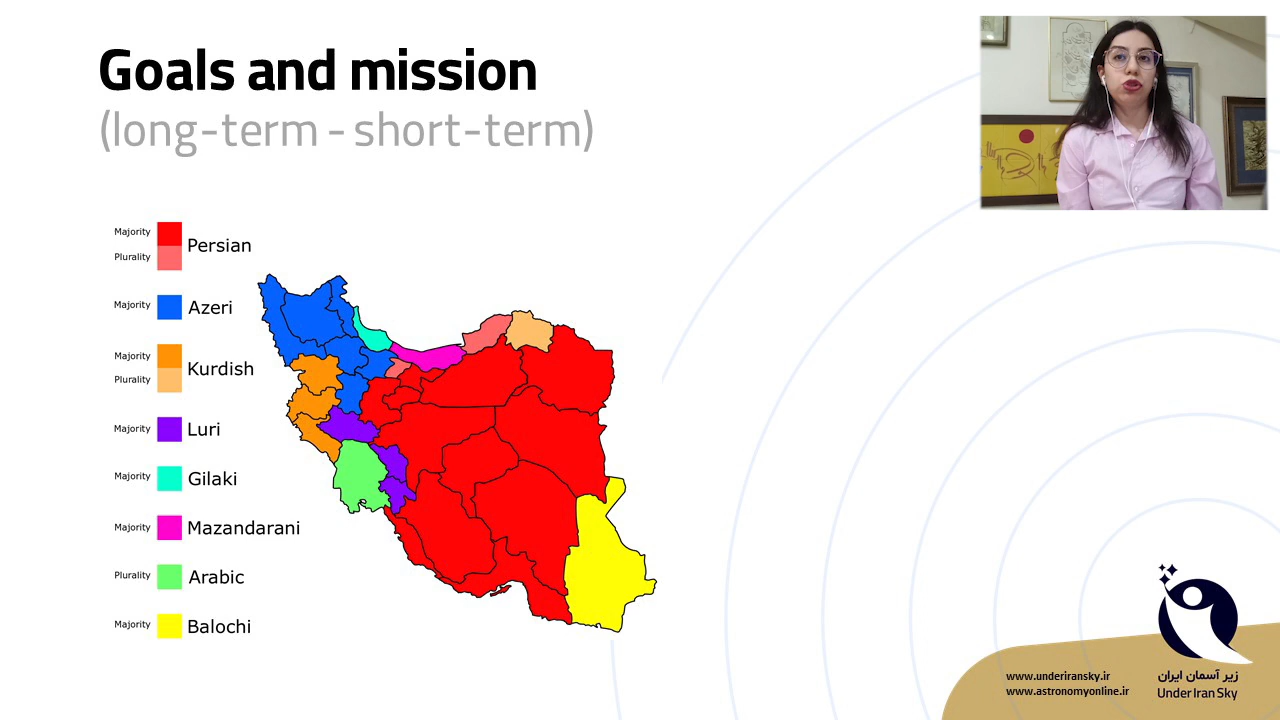 Goals and mission
(long-term - short-term)
Majority
Plurality
Persian
Majority
Azeri
Majority
Plurality
Kurdish
Majority
Luri
Majority
Gilaki
Majority
Mazandarani
Plurality
Arabic
Majority
Balochi
www.underiransky.ir
www.astronomyonline.ir
زیر آسمان ایران
Under Iran Sky